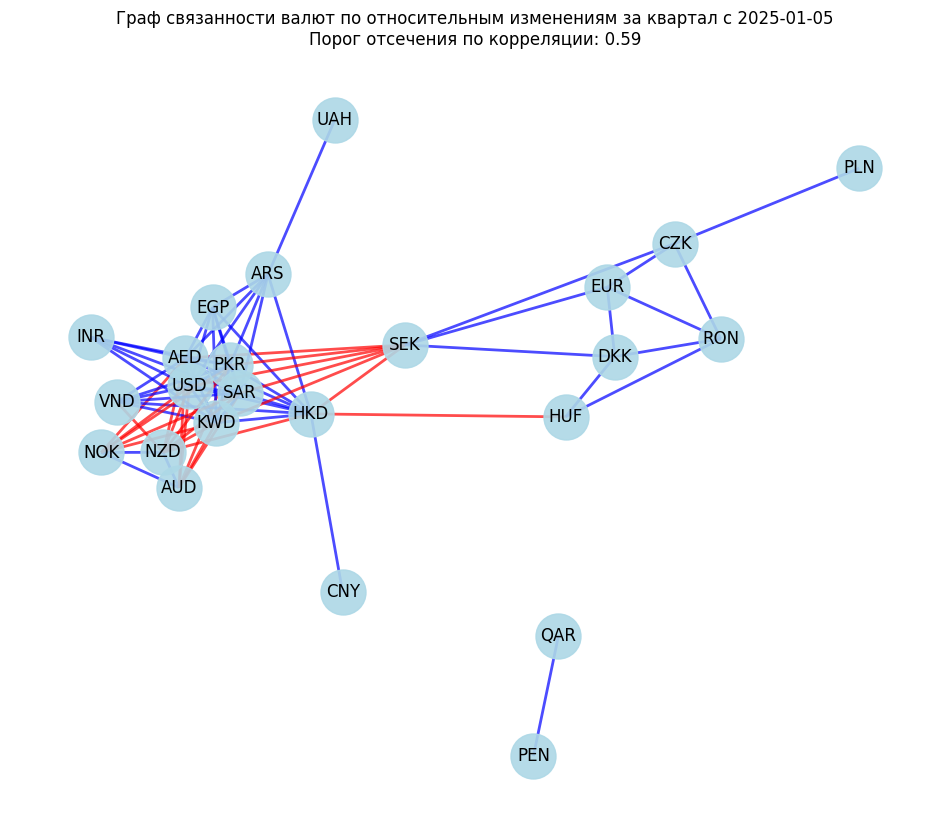 Граф связанности валют по относительным изменениям за квартал с 2025-01-05
Порог отсечения по корреляции: 0.59
UAH
PLN
CZK
ARS
EUR
EGP
INR
RON
SEK
AED
DKK
PKR
USD
SAR
VND
HKD
HUF
KWD
NOK
NZD
AUD
CNY
QAR
PEN